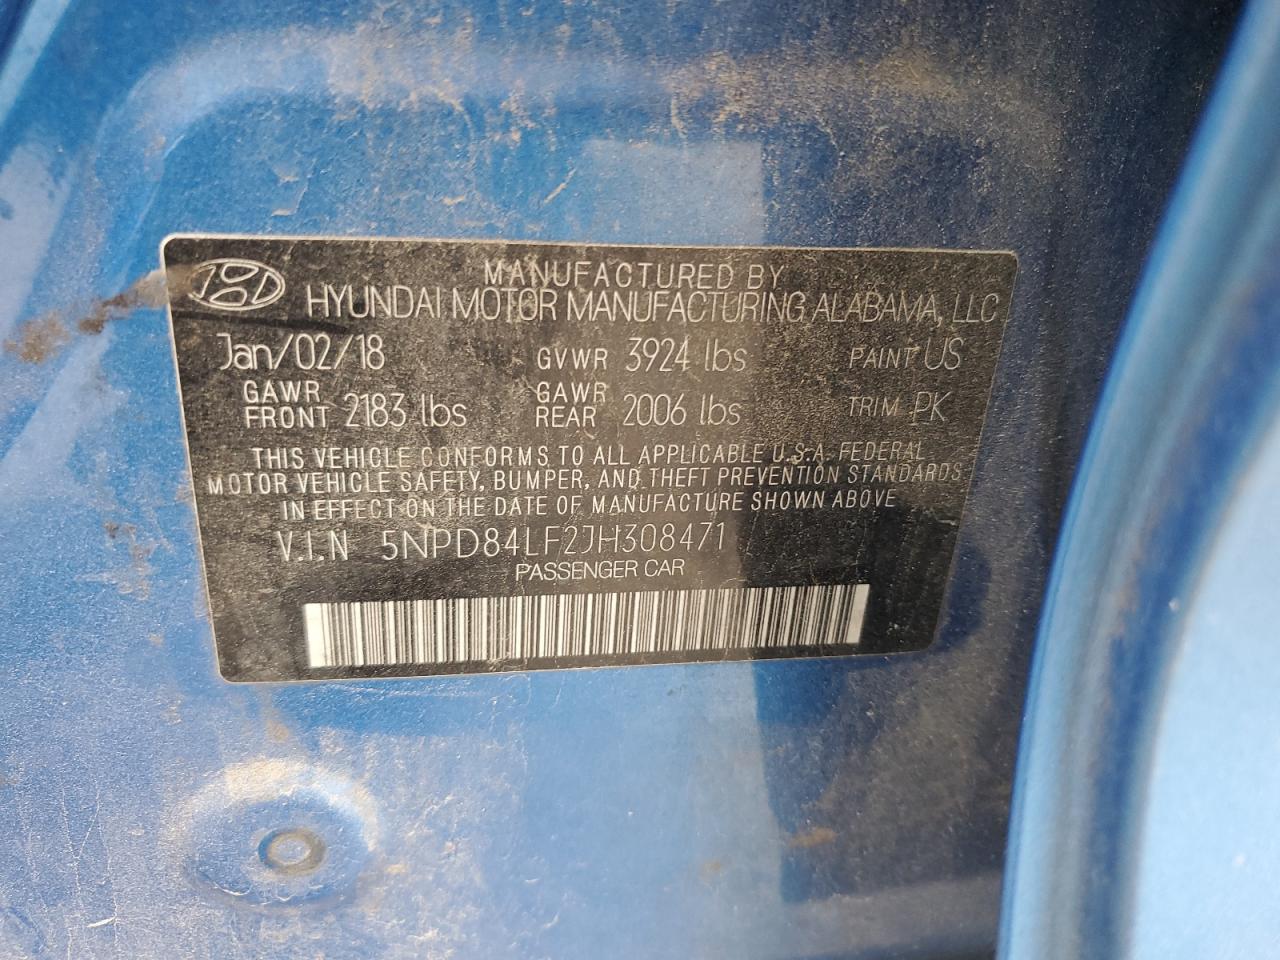 MANUFACTURED BY
HYUNDAI MOTOR MANUFACTURING ALABAMA, LLC
Jan/02/18 GVWR 3924 lbs PAINT US
GAWR FRONT 2183 lbs GAWR REAR 2006 lbs TRIM PK
THIS VEHICLE CONFORMS TO ALL APPLICABLE U.S.A. FEDERAL
MOTOR VEHICLE SAFETY, BUMPER, AND THEFT PREVENTION STANDARDS
IN EFFECT ON THE DATE OF MANUFACTURE SHOWN ABOVE
V.I.N 5NPD84LF2JH308471
PASSENGER CAR